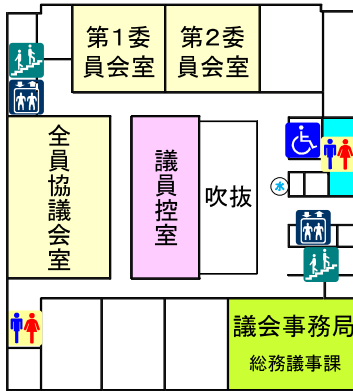 第1委
員会室
第2委
員会室
全員協議会室
議員控室
吹抜
水
議会事務局
総務議事課